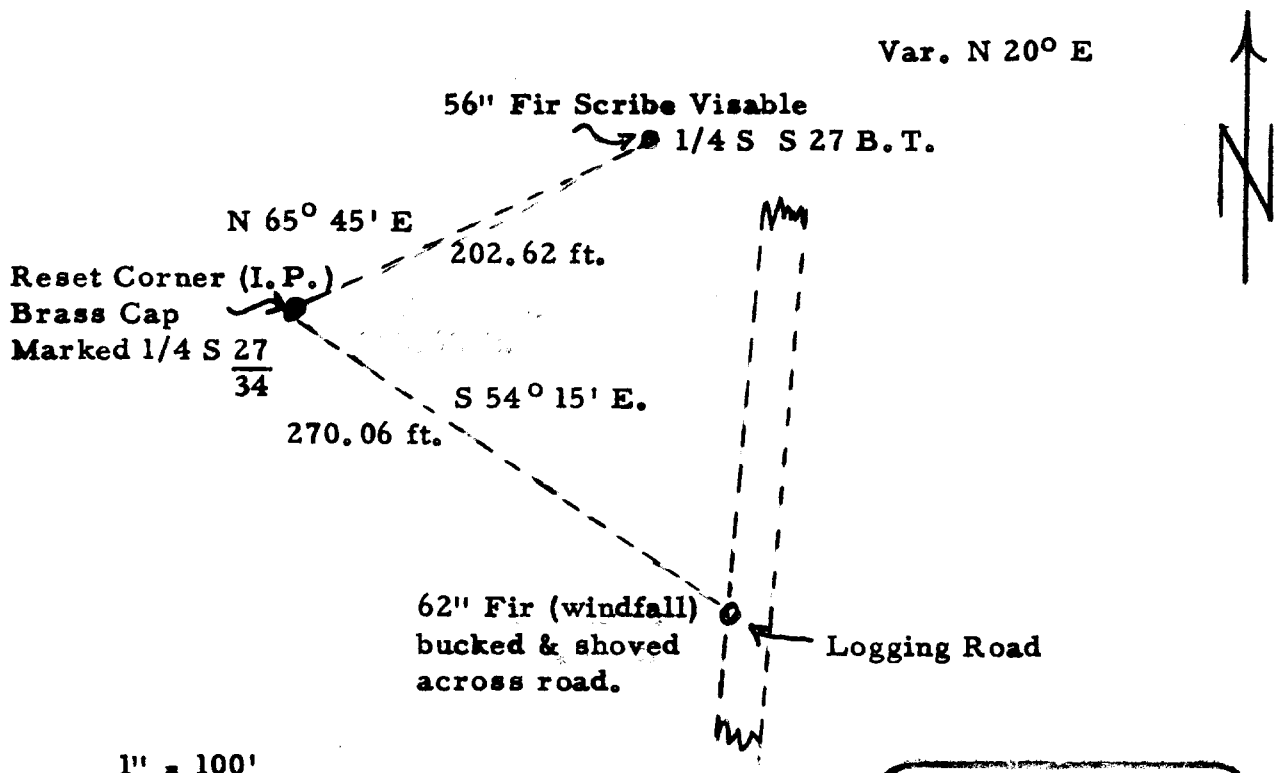 Var. N 20° E
N
56" Fir Scribe Visable
1/4 S S 27 B.T.
N 65° 45' E
202.62 ft.
Reset Corner (I.P.)
Brass Cap
Marked 1/4 S 27
34
S 54° 15' E.
270.06 ft.
62" Fir (windfall)
bucked & shoved
across road.
Logging Road
1" = 100'